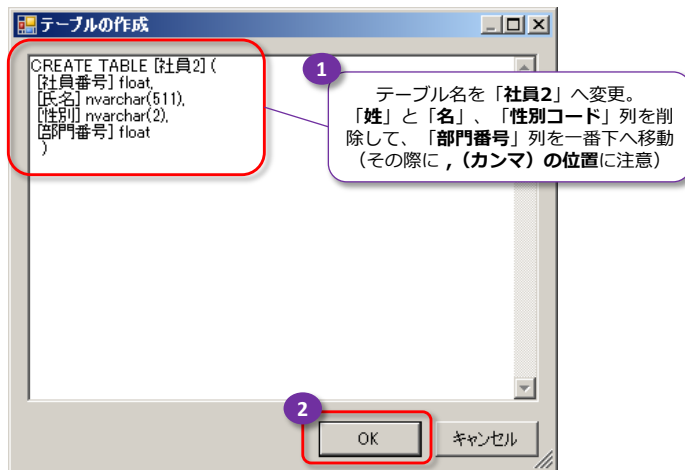 テーブルの作成
CREATE TABLE [社員2] (
[社員番号] float,
[氏名] nvarchar(511),
[性別] nvarchar(2),
[部門番号] float
)
1
テーブル名を「社員2」へ変更。
「姓」と「名」、「性別コード」列を削
除して、「部門番号」列を一番下へ移動
（その際に ,（カンマ）の位置に注意）
2
OK
キャンセル